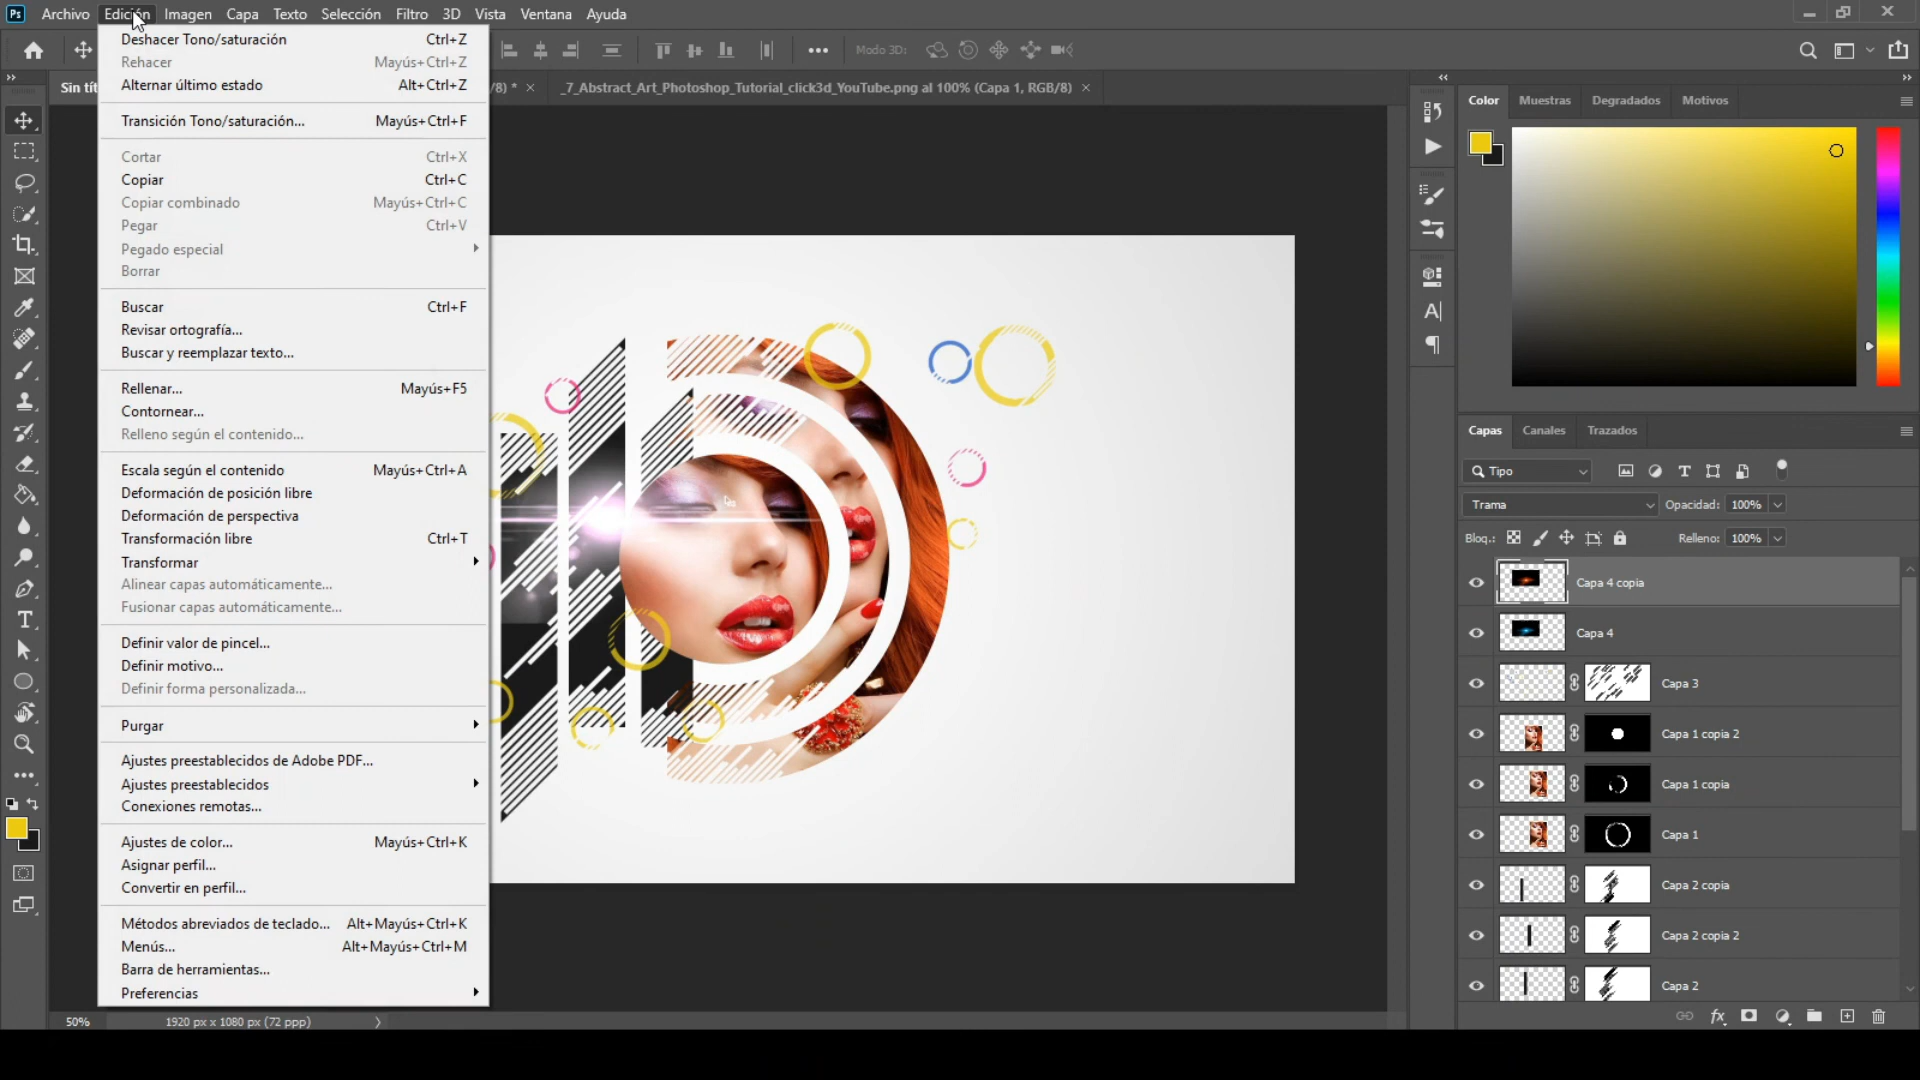 Ps Archivo Edición Imagen Capa Texto Selección Filtro 3D Vista Ventana Ayuda
Modo 3D:
Sin tít
/8) * ×
_7_Abstract_Art_Photoshop_Tutorial_click3d_YouTube.png al 100% (Capa 1, RGB/8) ×
Deshacer Tono/saturación Ctrl+Z
Rehacer Mayús+Ctrl+Z
Alternar último estado Alt+Ctrl+Z
Transición Tono/saturación... Mayús+Ctrl+F
Cortar Ctrl+X
Copiar Ctrl+C
Copiar combinado Mayús+Ctrl+C
Pegar Ctrl+V
Pegado especial
Borrar
Buscar Ctrl+F
Revisar ortografía...
Buscar y reemplazar texto...
Rellenar... Mayús+F5
Contornear...
Relleno según el contenido...
Escala según el contenido Mayús+Ctrl+A
Deformación de posición libre
Deformación de perspectiva
Transformación libre Ctrl+T
Transformar
Alinear capas automáticamente...
Fusionar capas automáticamente...
Definir valor de pincel...
Definir motivo...
Definir forma personalizada...
Purgar
Ajustes preestablecidos de Adobe PDF...
Ajustes preestablecidos
Conexiones remotas...
Ajustes de color... Mayús+Ctrl+K
Asignar perfil...
Convertir en perfil...
Métodos abreviados de teclado... Alt+Mayús+Ctrl+K
Menús... Alt+Mayús+Ctrl+M
Barra de herramientas...
Preferencias
50% 1920 px x 1080 px (72 ppp)
Color Muestras Degradados Motivos
Capas Canales Trazados
Tipo
Trama Opacidad: 100%
Bloq.: Relleno: 100%
Capa 4 copia
Capa 4
Capa 3
Capa 1 copia 2
Capa 1 copia
Capa 1
Capa 2 copia
Capa 2 copia 2
Capa 2
fx